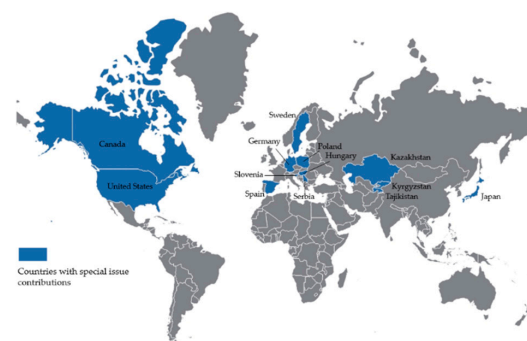 Sweden
Germany
Poland
Canada
Hungary
Kazakhstan
Slovenia
United States
Kyrgyzstan
Spain
Serbia
Tajikistan
Japan
Countries with special issue
contributions